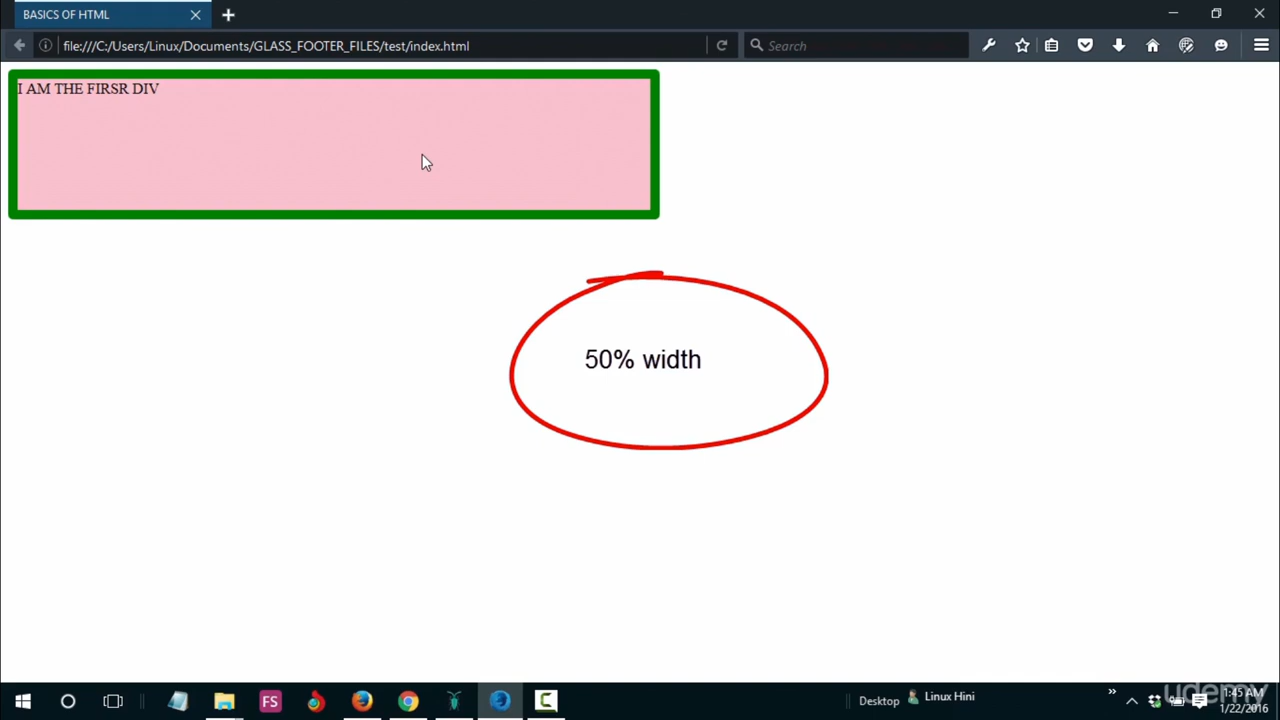 BASICS OF HTML
file:///C:/Users/Linux/Documents/GLASS_FOOTER_FILES/test/index.html
Search
I AM THE FIRSR DIV
50% width
FS
Desktop
Linux Hini
1:45 AM
1/22/2016
udemy